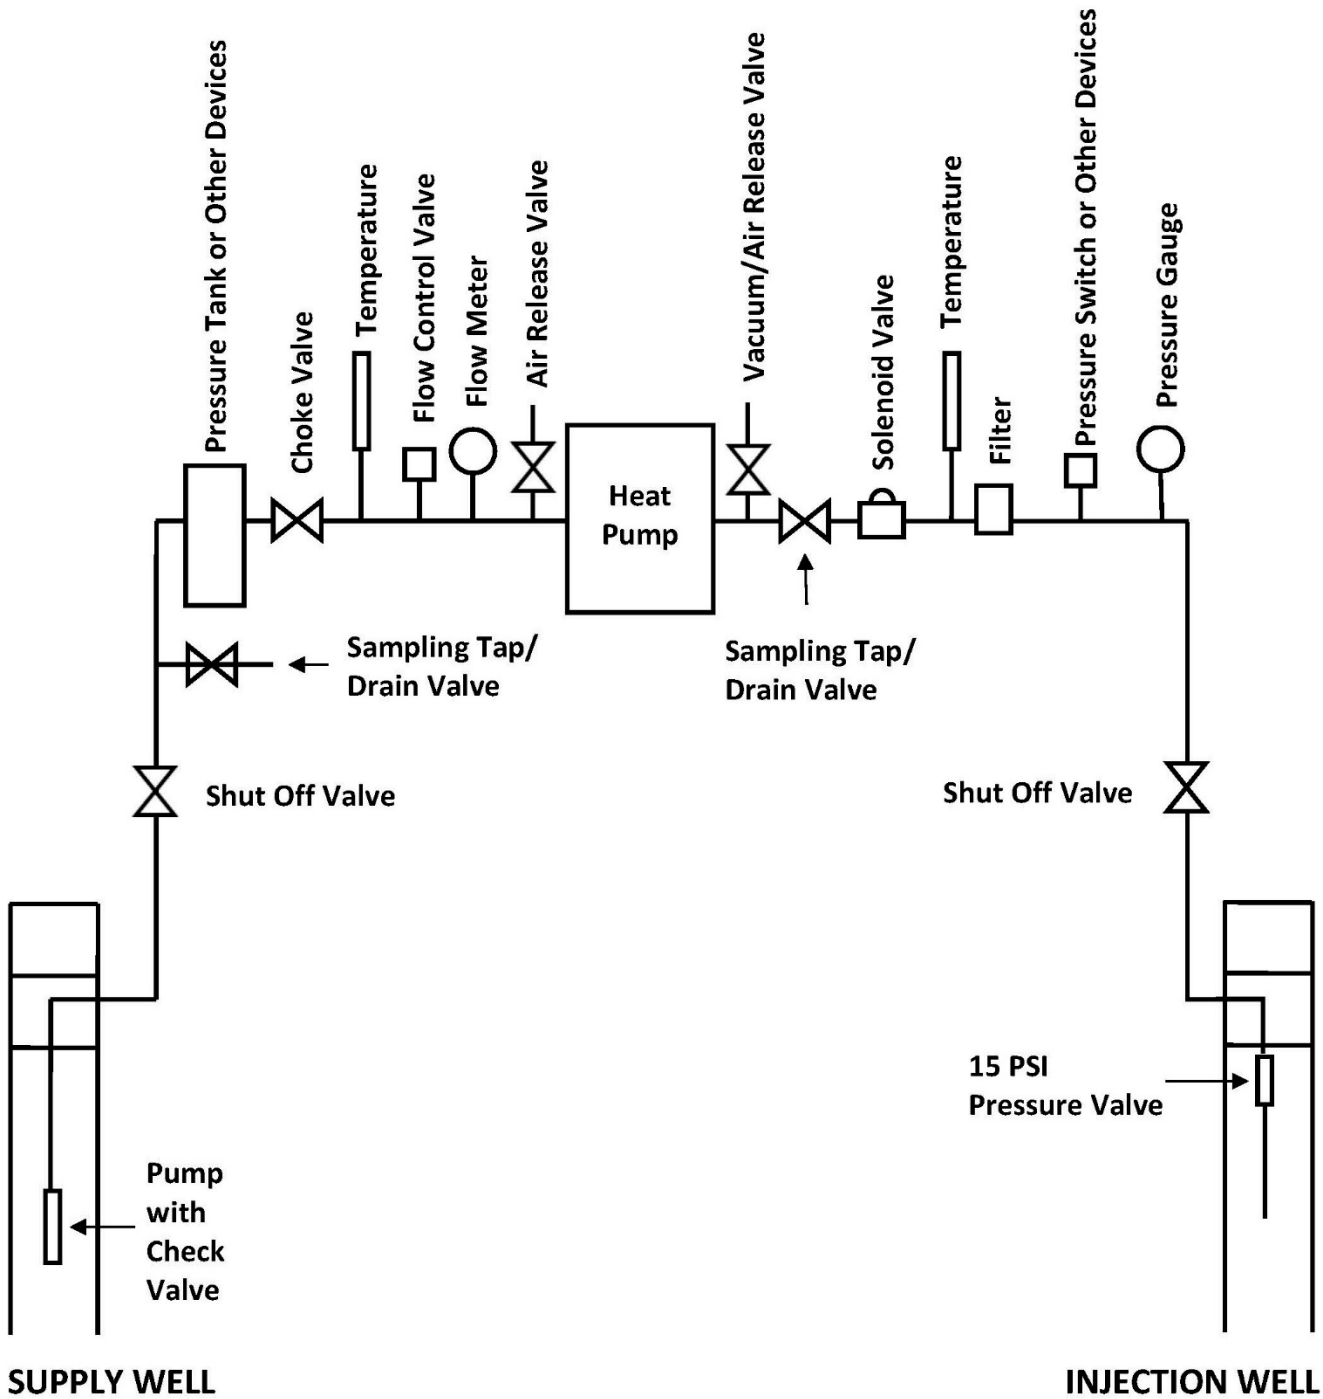 Pressure Tank or Other Devices
Choke Valve
Temperature
Flow Control Valve
Flow Meter
Air Release Valve
Vacuum/Air Release Valve
Solenoid Valve
Temperature
Filter
Pressure Switch or Other Devices
Pressure Gauge
Heat
Pump
Sampling Tap/
Drain Valve
Sampling Tap/
Drain Valve
Shut Off Valve
Shut Off Valve
15 PSI
Pressure Valve
Pump
with
Check
Valve
SUPPLY WELL
INJECTION WELL